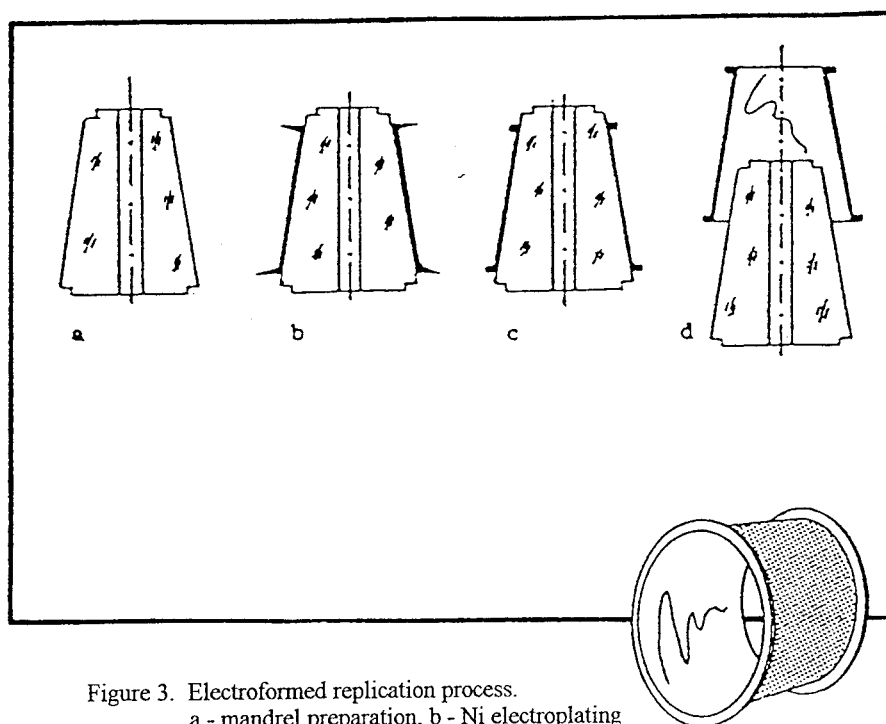 a
b
c
d
Figure 3. Electroformed replication process.
a - mandrel preparation, b - Ni electroplating